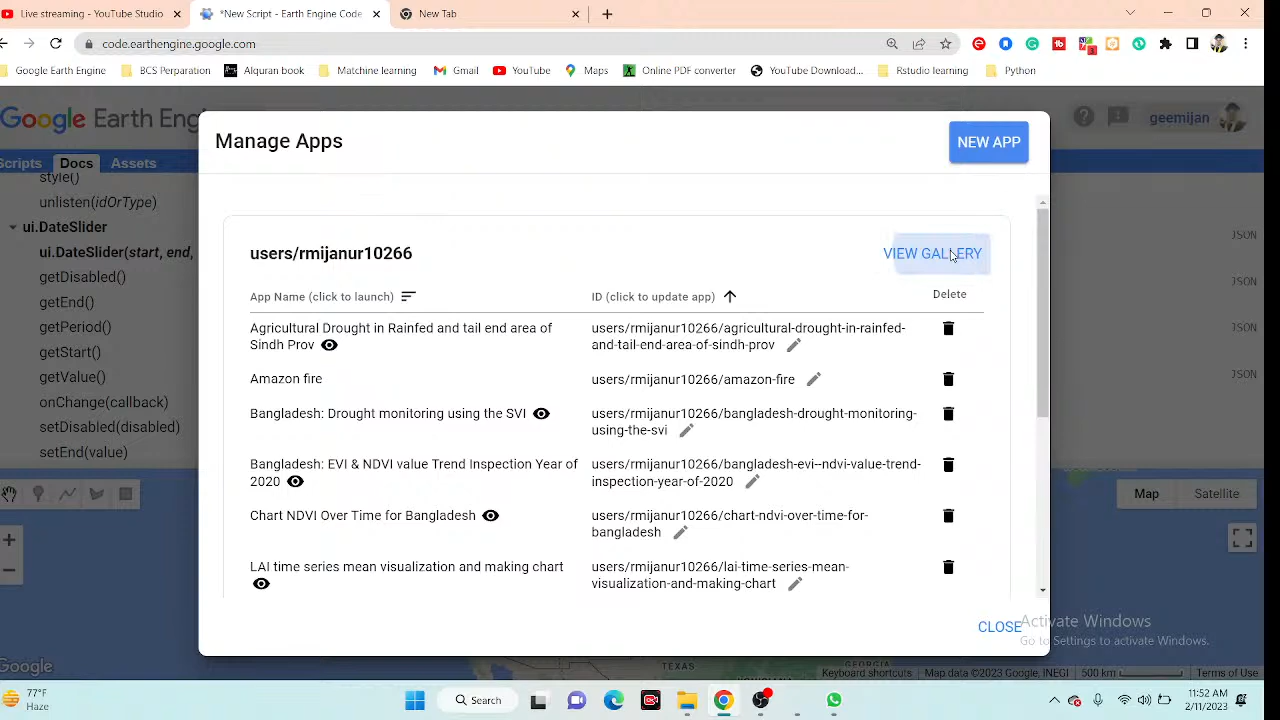 Live streaming - YouTube Studio
*New Script - Earth Engine Code
New Tab
code.earthengine.google.com
Google Earth Engine
BCS Perparation
Alquran book
Matchine learning
Gmail
YouTube
Maps
Online PDF converter
YouTube Download...
Rstudio learning
Python
Google Earth Eng
geemijan
Scripts
Docs
Assets
style()
unlisten(idOrType)
ui.DateSlider
ui.DateSlider(start, end,
getDisabled()
getEnd()
getPeriod()
getStart()
getValue()
onChange(callback)
setDisabled(disabled)
setEnd(value)
Manage Apps
NEW APP
users/rmijanur10266
VIEW GALLERY
App Name (click to launch)
ID (click to update app)
Delete
Agricultural Drought in Rainfed and tail end area of
Sindh Prov
users/rmijanur10266/agricultural-drought-in-rainfed-
and-tail-end-area-of-sindh-prov
Amazon fire
users/rmijanur10266/amazon-fire
Bangladesh: Drought monitoring using the SVI
users/rmijanur10266/bangladesh-drought-monitoring-
using-the-svi
Bangladesh: EVI & NDVI value Trend Inspection Year of
2020
users/rmijanur10266/bangladesh-evi--ndvi-value-trend-
inspection-year-of-2020
Chart NDVI Over Time for Bangladesh
users/rmijanur10266/chart-ndvi-over-time-for-
bangladesh
LAI time series mean visualization and making chart
users/rmijanur10266/lai-time-series-mean-
visualization-and-making-chart
CLOSE
JSON
JSON
JSON
JSON
Map
Satellite
Activate Windows
Go to Settings to activate Windows.
Google
TEXAS
Keyboard shortcuts
Map data ©2023 Google, INEGI
500 km
Terms of Use
77°F
Haze
Search
11:52 AM
2/11/2023